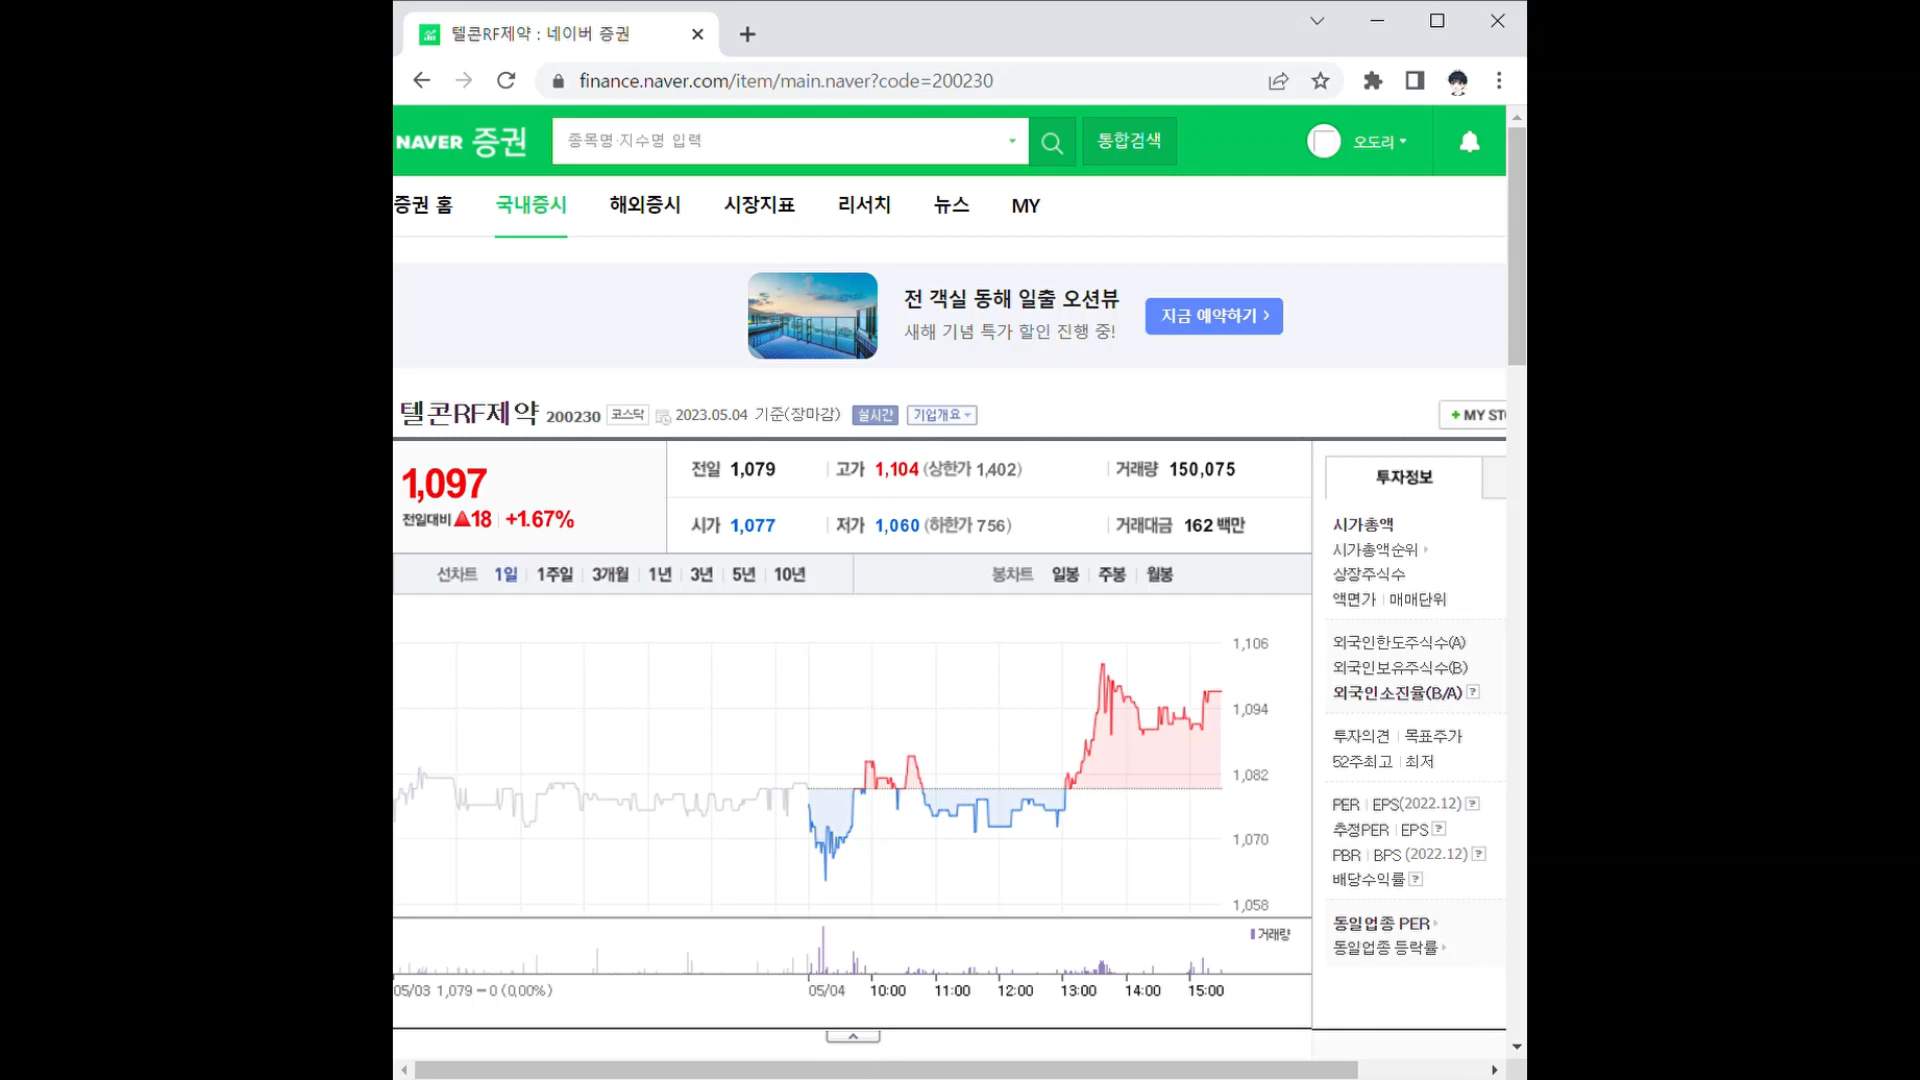 텔콘RF제약 : 네이버 증권
finance.naver.com/item/main.naver?code=200230
NAVER 증권 종목명·지수명 입력 통합검색 오도리
증권 홈 국내증시 해외증시 시장지표 리서치 뉴스 MY
전 객실 동해 일출 오션뷰
새해 기념 특가 할인 진행 중!
지금 예약하기 >
텔콘RF제약 200230 코스닥 2023.05.04 기준(장마감) 실시간 기업개요
+ MY STO
1,097
전일대비 ▲18 +1.67%
전일 1,079 고가 1,104 (상한가 1,402) 거래량 150,075
시가 1,077 저가 1,060 (하한가 756) 거래대금 162 백만
선차트 1일 1주일 3개월 1년 3년 5년 10년 봉차트 일봉 주봉 월봉
1,106
1,094
1,082
1,070
1,058
거래량
05/03 1,079 – 0 (0.00%) 05/04 10:00 11:00 12:00 13:00 14:00 15:00
투자정보
시가총액
시가총액순위
상장주식수
액면가 | 매매단위
외국인한도주식수(A)
외국인보유주식수(B)
외국인소진율(B/A) ?
투자의견 | 목표주가
52주최고 | 최저
PER | EPS(2022.12) ?
추정PER | EPS ?
PBR | BPS (2022.12) ?
배당수익률 ?
동일업종 PER
동일업종 등락률